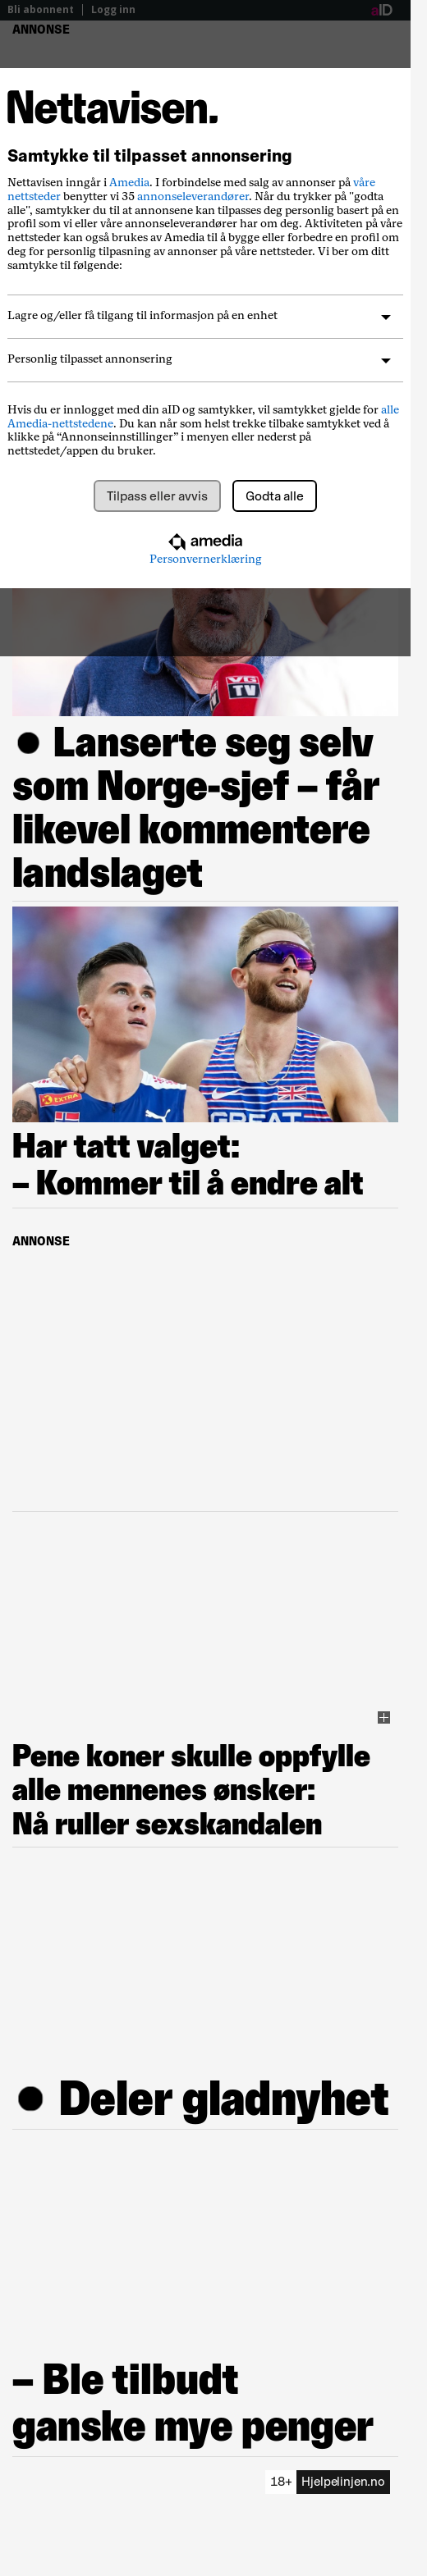 Bli abonnent
Logg inn
aID
ANNONSE
Nettavisen.
Samtykke til tilpasset annonsering
Nettavisen inngår i Amedia. I forbindelse med salg av annonser på våre
nettsteder benytter vi 35 annonseleverandører. Når du trykker på "godta
alle", samtykker du til at annonsene kan tilpasses deg personlig basert på en
profil som vi eller våre annonseleverandører har om deg. Aktiviteten på våre
nettsteder kan også brukes av Amedia til å bygge eller forbedre en profil om
deg for personlig tilpasning av annonser på våre nettsteder. Vi ber om ditt
samtykke til følgende:
Lagre og/eller få tilgang til informasjon på en enhet
Personlig tilpasset annonsering
Hvis du er innlogget med din aID og samtykker, vil samtykket gjelde for alle
Amedia-nettstedene. Du kan når som helst trekke tilbake samtykket ved å
klikke på “Annonseinnstillinger” i menyen eller nederst på
nettstedet/appen du bruker.
Tilpass eller avvis
Godta alle
amedia
Personvernerklæring
VG
TV
Lanserte seg selv
som Norge-sjef – får
likevel kommentere
landslaget
EXTRA
GREAT
Har tatt valget:
– Kommer til å endre alt
ANNONSE
Pene koner skulle oppfylle
alle mennenes ønsker:
Nå ruller sexskandalen
Deler gladnyhet
– Ble tilbudt
ganske mye penger
18+ Hjelpelinjen.no